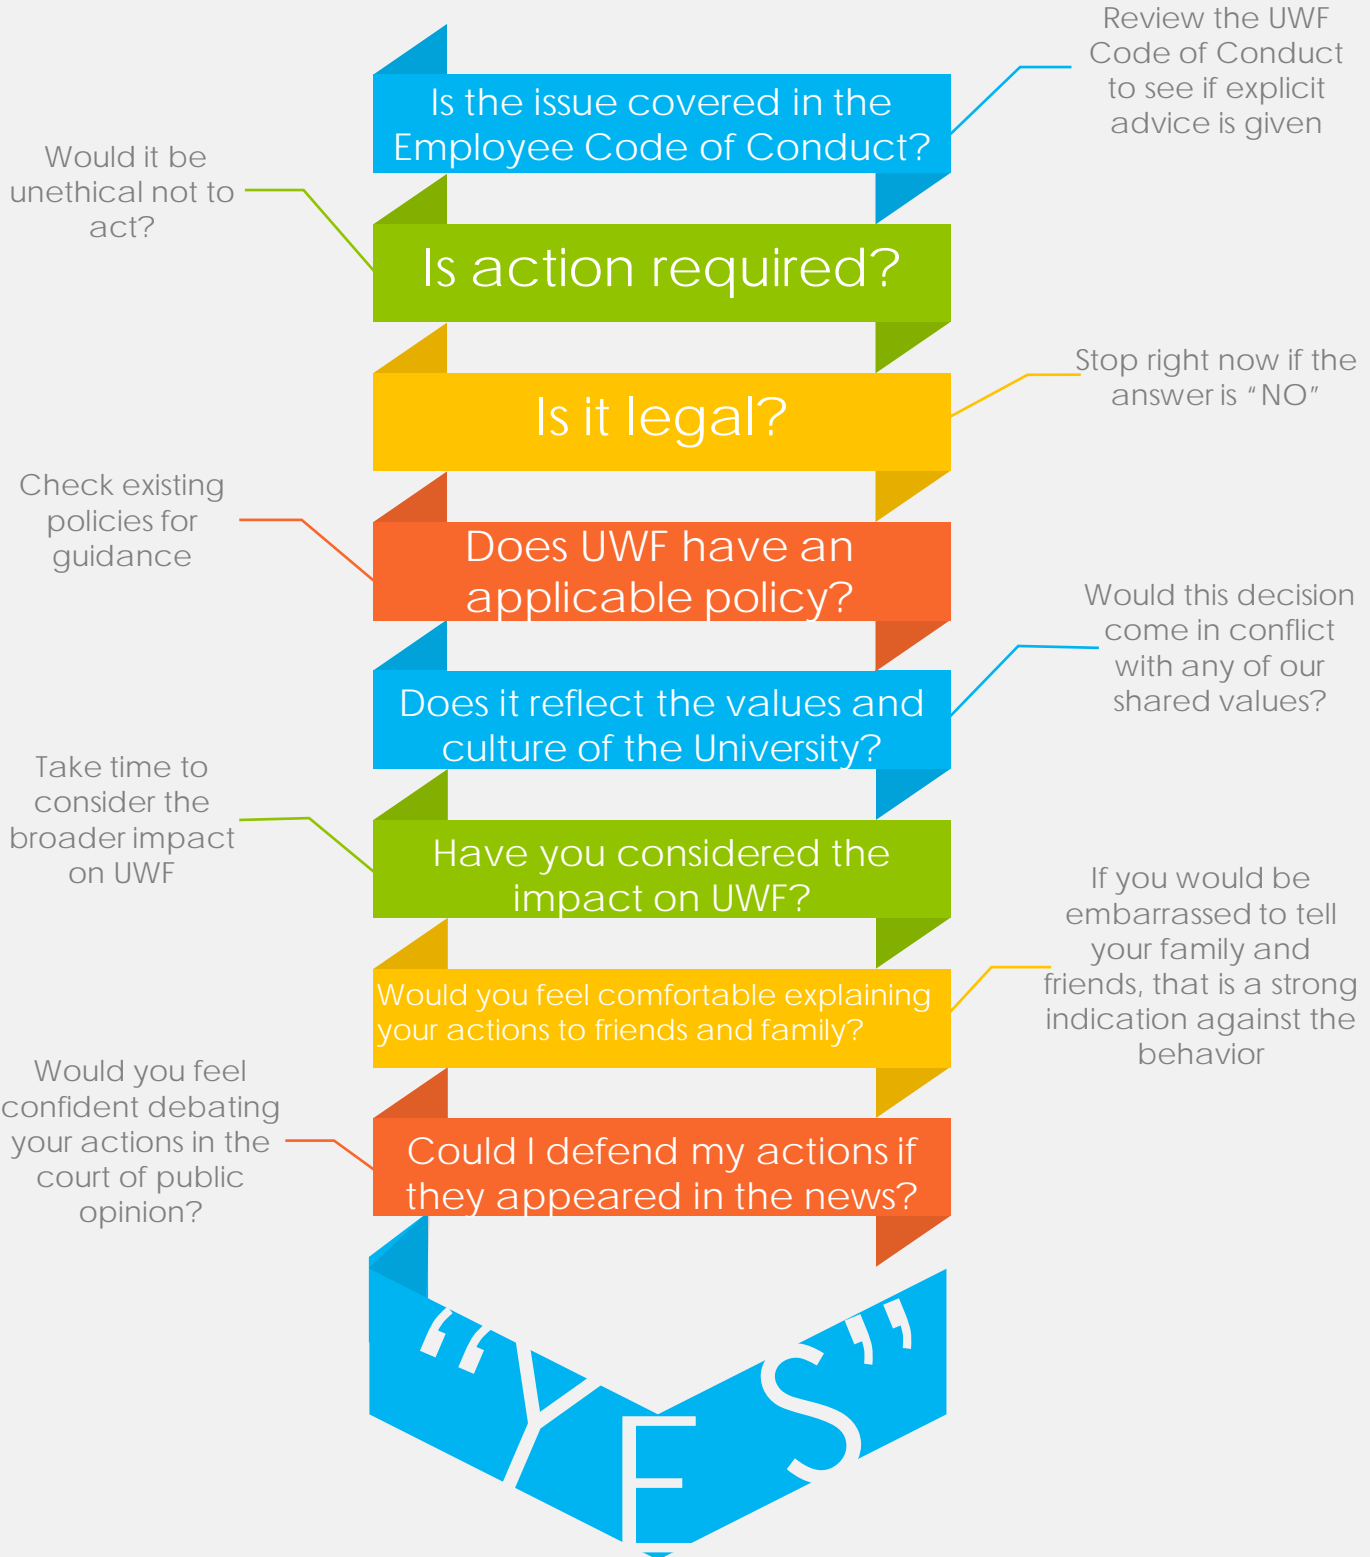 Review the UWF
Code of Conduct
to see if explicit
advice is given
Is the issue covered in the
Employee Code of Conduct?
Would it be
unethical not to
act?
Is action required?
Stop right now if the
answer is “NO”
Is it legal?
Check existing
policies for
guidance
Does UWF have an
applicable policy?
Would this decision
come in conflict
with any of our
shared values?
Does it reflect the values and
culture of the University?
Take time to
consider the
broader impact
on UWF
Have you considered the
impact on UWF?
If you would be
embarrassed to tell
your family and
friends, that is a strong
indication against the
behavior
Would you feel comfortable explaining
your actions to friends and family?
Would you feel
confident debating
your actions in the
court of public
opinion?
Could I defend my actions if
they appeared in the news?
“YES”